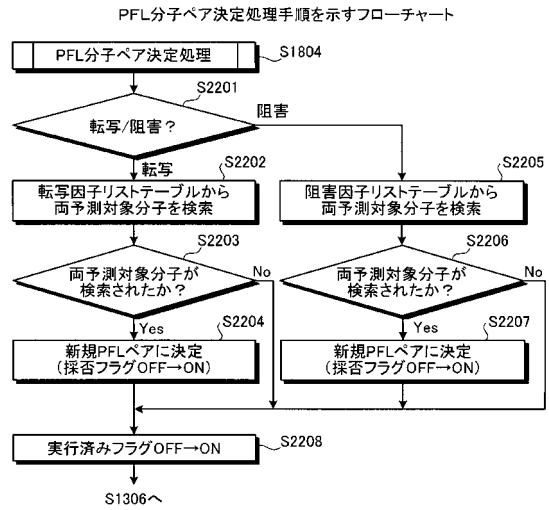 PFL分子ペア決定処理手順を示すフローチャート
PFL分子ペア決定処理
S1804
S2201
転写/阻害？
阻害
転写
S2202
転写因子リストテーブルから
両予測対象分子を検索
S2205
阻害因子リストテーブルから
両予測対象分子を検索
S2203
両予測対象分子が
検索されたか？
No
Yes
S2206
両予測対象分子が
検索されたか？
No
Yes
S2204
新規PFLペアに決定
(採否フラグOFF→ON)
S2207
新規PFLペアに決定
(採否フラグOFF→ON)
実行済みフラグOFF→ON
S2208
S1306へ